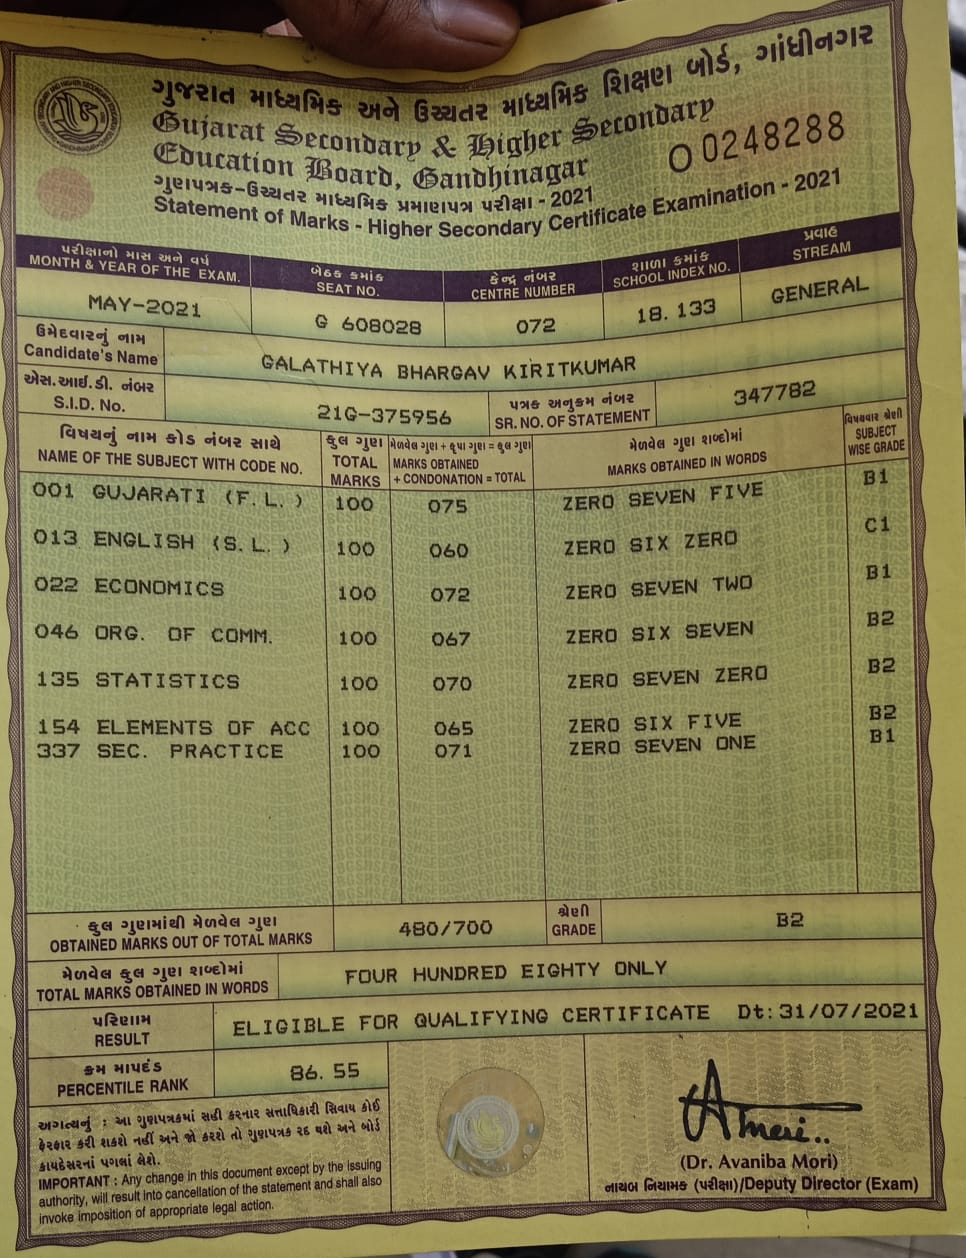 ગુજરાત માધ્યમિક અને ઉચ્ચતર માધ્યમિક શિક્ષણ બોર્ડ, ગાંધીનગર
Gujarat Secondary & Higher Secondary
Education Board, Gandhinagar
O 0248288
ગુણપત્રક-ઉચ્ચતર માધ્યમિક પ્રમાણપત્ર પરીક્ષા - 2021
Statement of Marks - Higher Secondary Certificate Examination - 2021
પરીક્ષાનો માસ અને વર્ષ બેઠક ક્રમાંક કેન્દ્ર નંબર શાળા ક્રમાંક પ્રવાહ
MONTH & YEAR OF THE EXAM. SEAT NO. CENTRE NUMBER SCHOOL INDEX NO. STREAM
MAY-2021 G 608028 072 18. 133 GENERAL
ઉમેદવારનું નામ
Candidate's Name GALATHIYA BHARGAV KIRITKUMAR
એસ.આઈ.ડી. નંબર
S.I.D. No. 21G-375956
પત્રક અનુક્રમ નંબર
SR. NO. OF STATEMENT 347782
વિષયનું નામ કોડ નંબર સાથે કુલ ગુણ મેળવેલ ગુણ + કૃપા ગુણ = કુલ ગુણ મેળવેલ ગુણ શબ્દોમાં વિષયવાર શ્રેણી
NAME OF THE SUBJECT WITH CODE NO. TOTAL MARKS MARKS OBTAINED + CONDONATION = TOTAL MARKS OBTAINED IN WORDS SUBJECT WISE GRADE
001 GUJARATI (F. L. ) 100 075 ZERO SEVEN FIVE B1
013 ENGLISH (S. L. ) 100 060 ZERO SIX ZERO C1
022 ECONOMICS 100 072 ZERO SEVEN TWO B1
046 ORG. OF COMM. 100 067 ZERO SIX SEVEN B2
135 STATISTICS 100 070 ZERO SEVEN ZERO B2
154 ELEMENTS OF ACC 100 065 ZERO SIX FIVE B2
337 SEC. PRACTICE 100 071 ZERO SEVEN ONE B1
કુલ ગુણમાંથી મેળવેલ ગુણ
OBTAINED MARKS OUT OF TOTAL MARKS 480/700
શ્રેણી
GRADE B2
મેળવેલ કુલ ગુણ શબ્દોમાં
TOTAL MARKS OBTAINED IN WORDS FOUR HUNDRED EIGHTY ONLY
પરિણામ
RESULT ELIGIBLE FOR QUALIFYING CERTIFICATE Dt: 31/07/2021
ક્રમ માપદંડ
PERCENTILE RANK 86. 55
અગત્યનું : આ ગુણપત્રકમાં સહી કરનાર સત્તાધિકારી સિવાય કોઈ
ફેરફાર કરી શકશે નહીં અને જો કરશે તો ગુણપત્રક રદ થશે અને બોર્ડ
કાયદેસરનાં પગલાં લેશે.
IMPORTANT : Any change in this document except by the issuing
authority, will result into cancellation of the statement and shall also
invoke imposition of appropriate legal action.
(Dr. Avaniba Mori)
નાયબ નિયામક (પરીક્ષા)/Deputy Director (Exam)